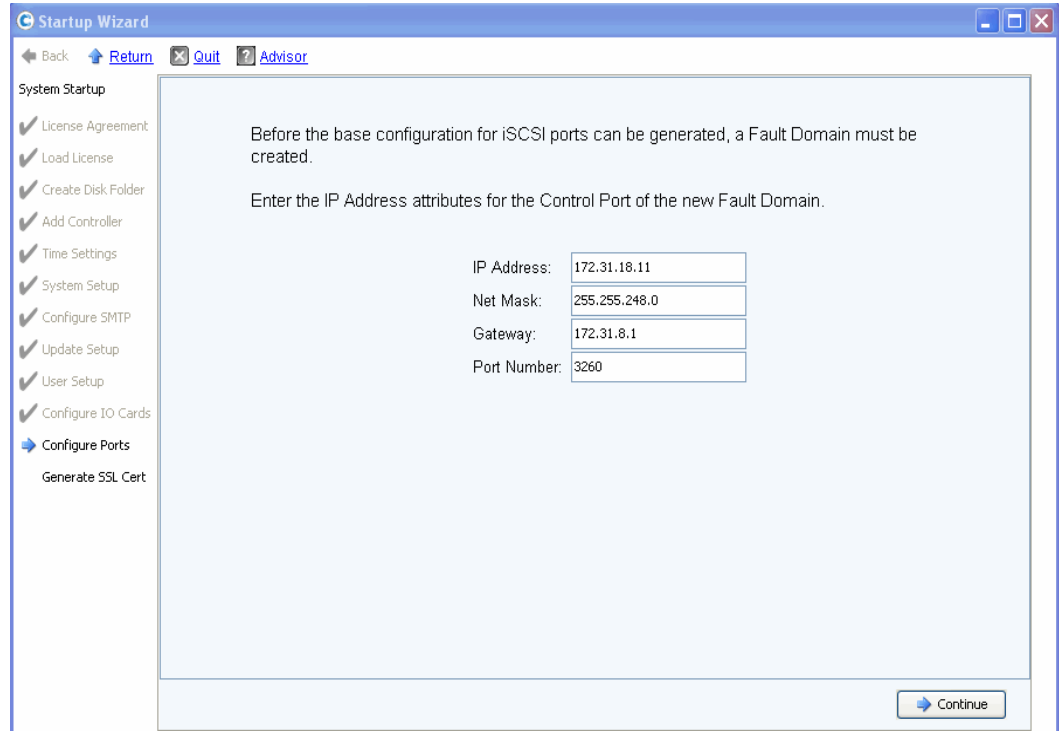 Startup Wizard
Back Return Quit Advisor
System Startup
License Agreement
Load License
Create Disk Folder
Add Controller
Time Settings
System Setup
Configure SMTP
Update Setup
User Setup
Configure IO Cards
Configure Ports
Generate SSL Cert
Before the base configuration for iSCSI ports can be generated, a Fault Domain must be
created.
Enter the IP Address attributes for the Control Port of the new Fault Domain.
IP Address: 172.31.18.11
Net Mask: 255.255.248.0
Gateway: 172.31.8.1
Port Number: 3260
Continue